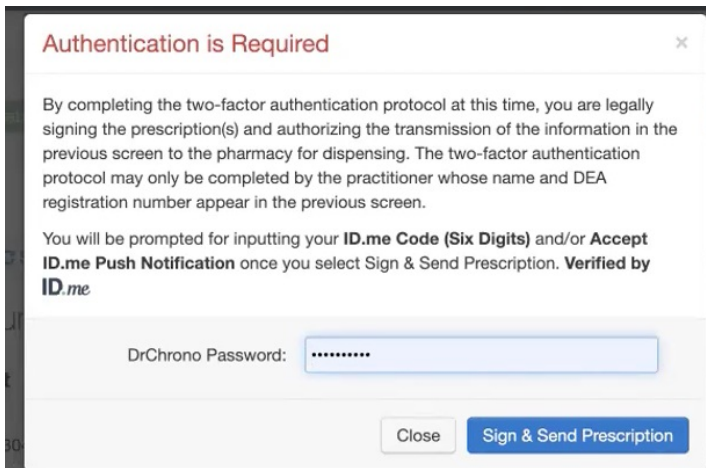 Authentication is Required
×
By completing the two-factor authentication protocol at this time, you are legally
signing the prescription(s) and authorizing the transmission of the information in the
previous screen to the pharmacy for dispensing. The two-factor authentication
protocol may only be completed by the practitioner whose name and DEA
registration number appear in the previous screen.
You will be prompted for inputting your ID.me Code (Six Digits) and/or Accept
ID.me Push Notification once you select Sign & Send Prescription. Verified by
ID.me
DrChrono Password: ••••••••••
Close Sign & Send Prescription